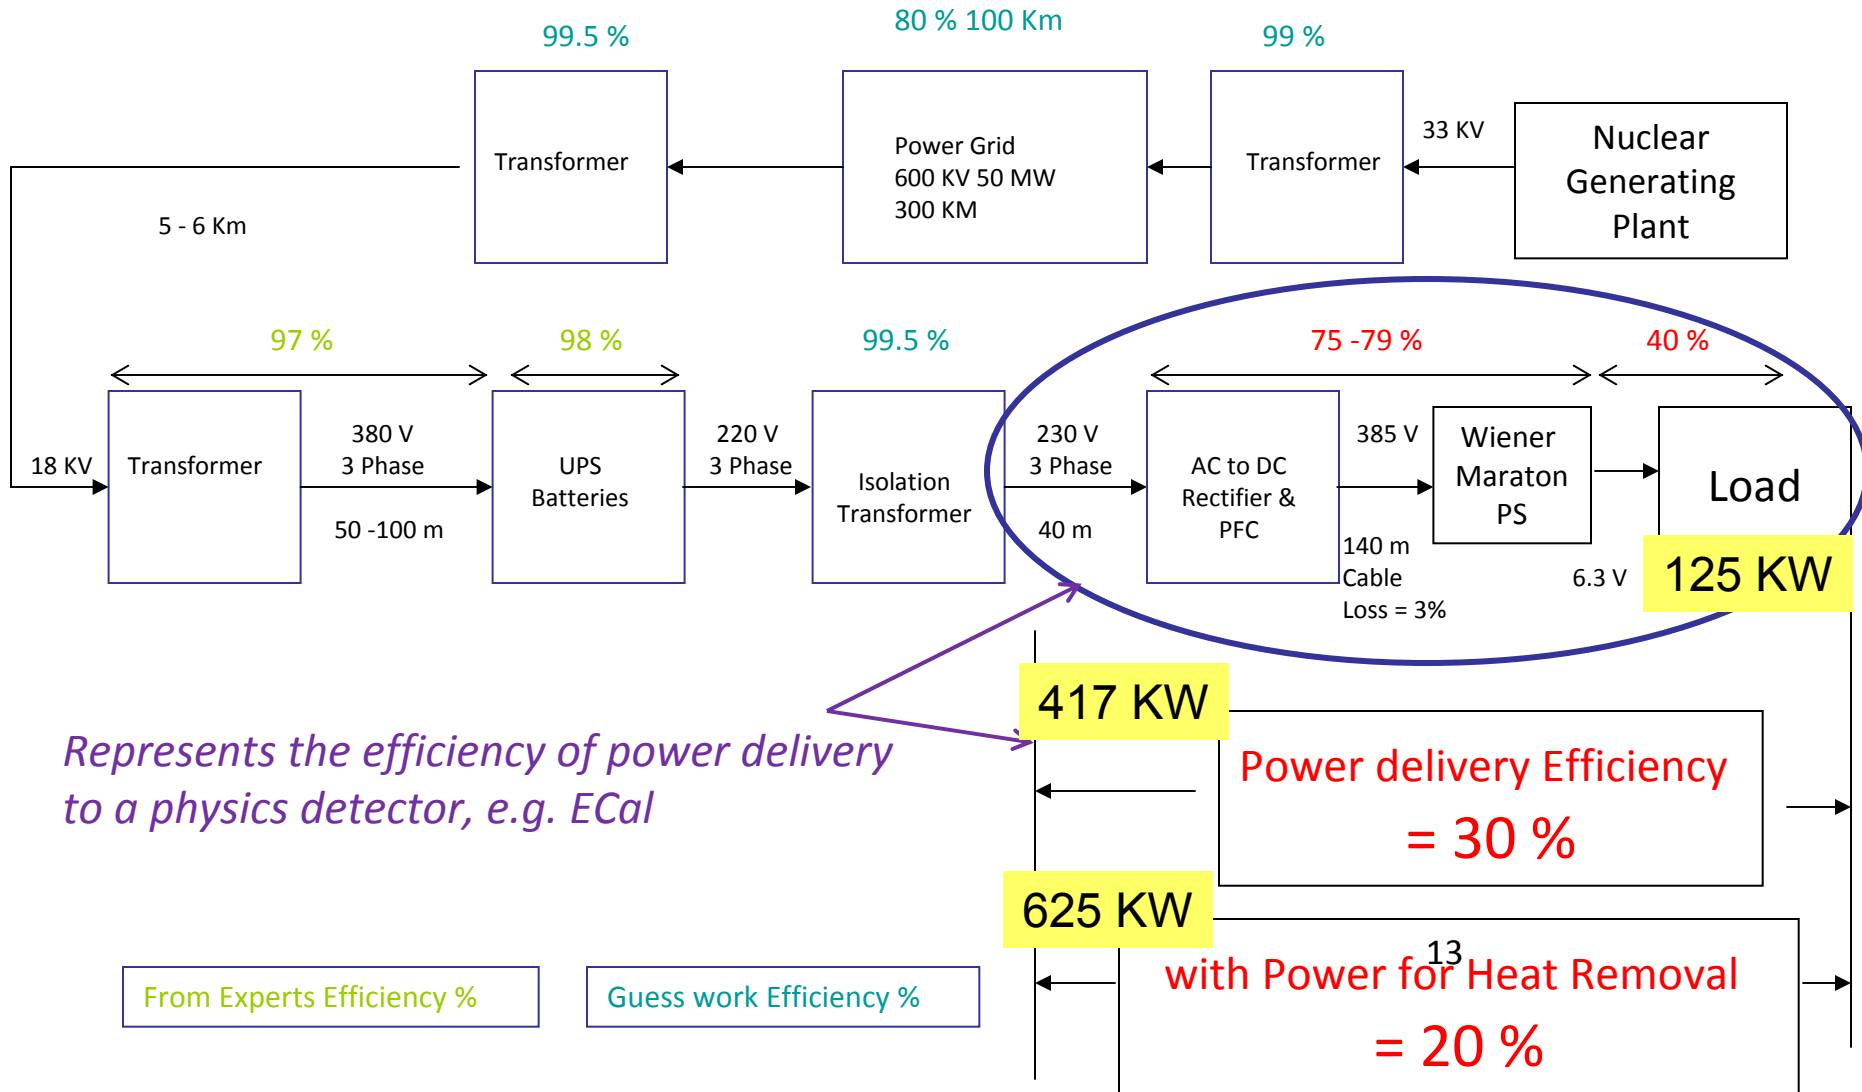 99.5 %
80 % 100 Km
99 %
Transformer
Power Grid
600 KV 50 MW
300 KM
Transformer
33 KV
Nuclear
Generating
Plant
5 - 6 Km
97 %
98 %
99.5 %
75 -79 %
40 %
18 KV
Transformer
380 V
3 Phase
50 -100 m
UPS
Batteries
220 V
3 Phase
Isolation
Transformer
230 V
3 Phase
40 m
AC to DC
Rectifier &
PFC
385 V
140 m
Cable
Loss = 3%
Wiener
Maraton
PS
6.3 V
Load
125 KW
417 KW
Represents the efficiency of power delivery
to a physics detector, e.g. ECal
Power delivery Efficiency
= 30 %
625 KW
13
with Power for Heat Removal
= 20 %
From Experts Efficiency %
Guess work Efficiency %